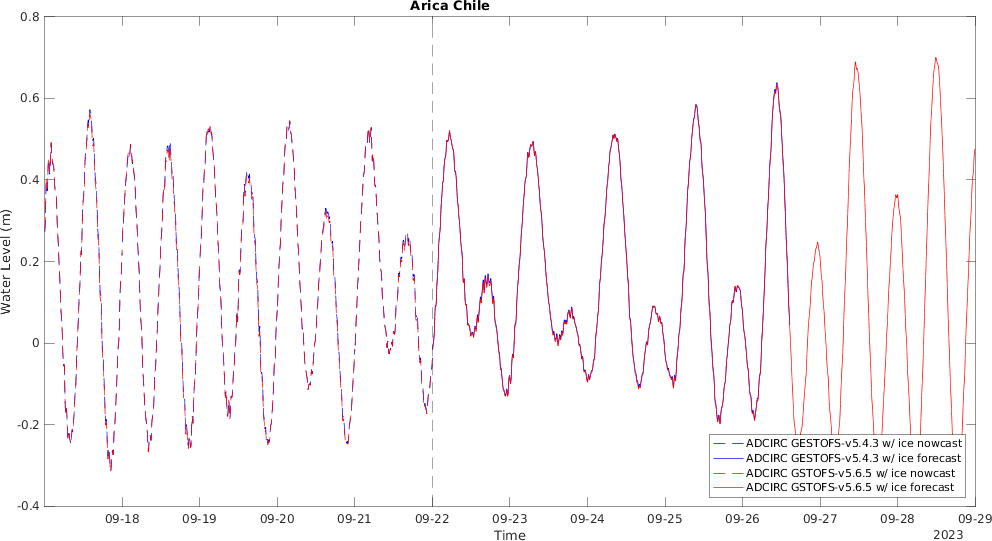 Arica Chile
0.8
0.6
0.4
0.2
0
-0.2
-0.4
Water Level (m)
09-18
09-19
09-20
09-21
09-22
09-23
09-24
09-25
09-26
09-27
09-28
09-29
2023
Time
ADCIRC GESTOFS-v5.4.3 w/ ice nowcast
ADCIRC GESTOFS-v5.4.3 w/ ice forecast
ADCIRC GSTOFS-v5.6.5 w/ ice nowcast
ADCIRC GSTOFS-v5.6.5 w/ ice forecast